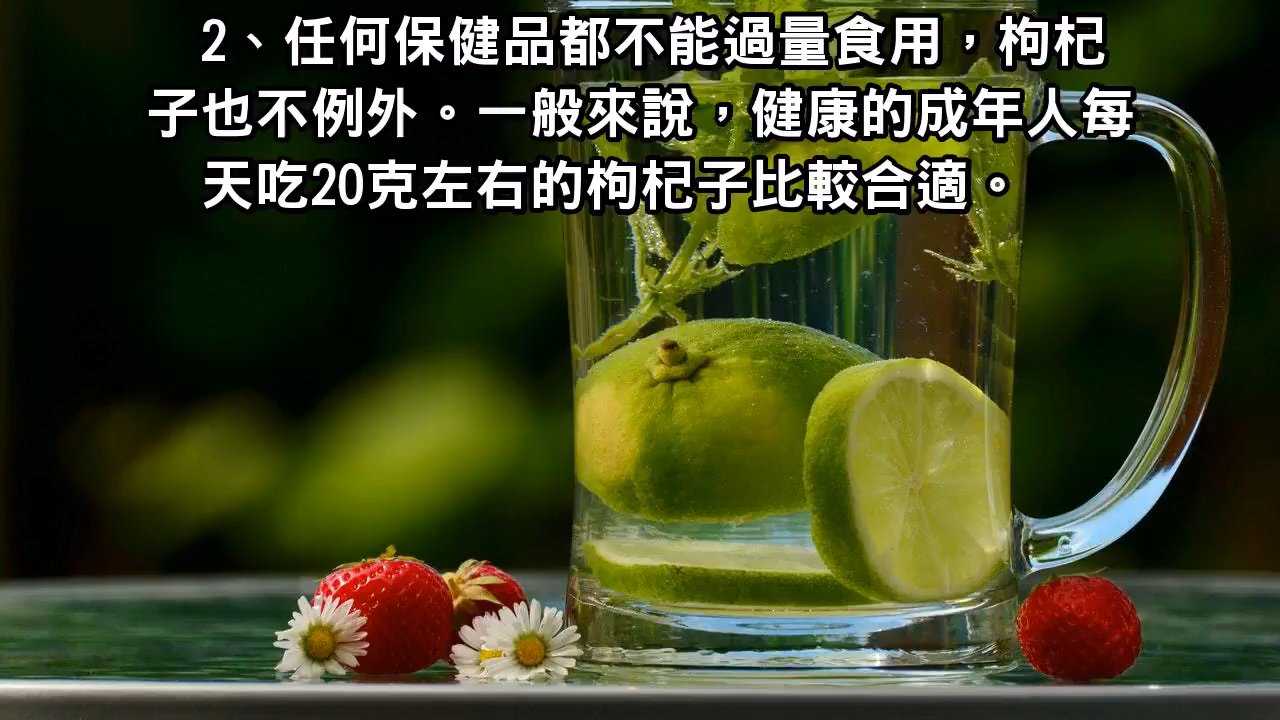 2、任何保健品都不能過量食用，枸杞
子也不例外。一般來說，健康的成年人每
天吃20克左右的枸杞子比較合適。